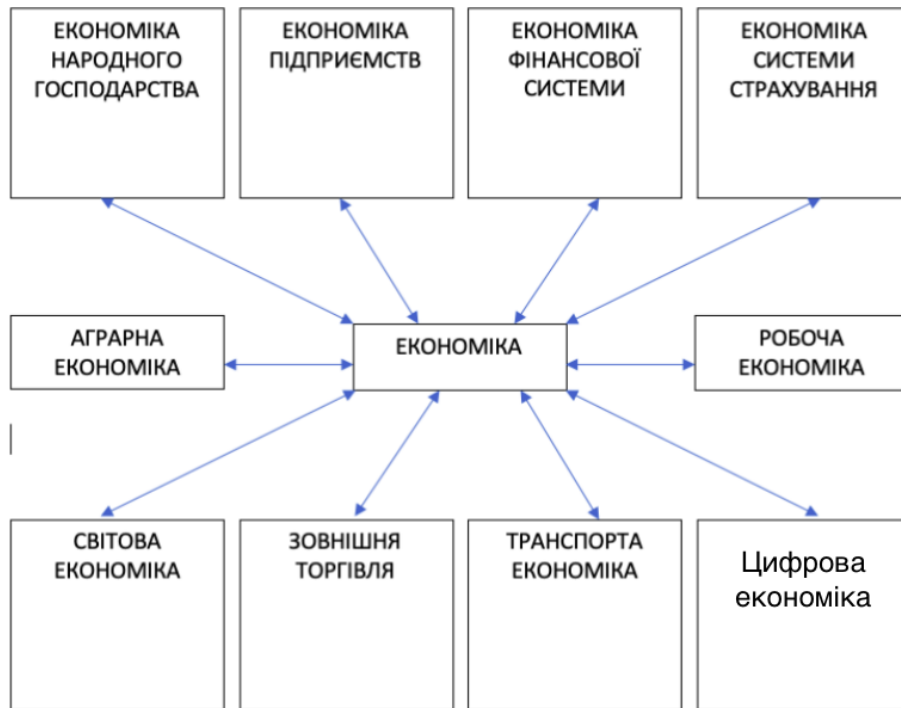 ЕКОНОМІКА
НАРОДНОГО
ГОСПОДАРСТВА
ЕКОНОМІКА
ПІДПРИЄМСТВ
ЕКОНОМІКА
ФІНАНСОВОЇ
СИСТЕМИ
ЕКОНОМІКА
СИСТЕМИ
СТРАХУВАННЯ
АГРАРНА
ЕКОНОМІКА
ЕКОНОМІКА
РОБОЧА
ЕКОНОМІКА
СВІТОВА
ЕКОНОМІКА
ЗОВНІШНЯ
ТОРГІВЛЯ
ТРАНСПОРТА
ЕКОНОМІКА
Цифрова
економіка